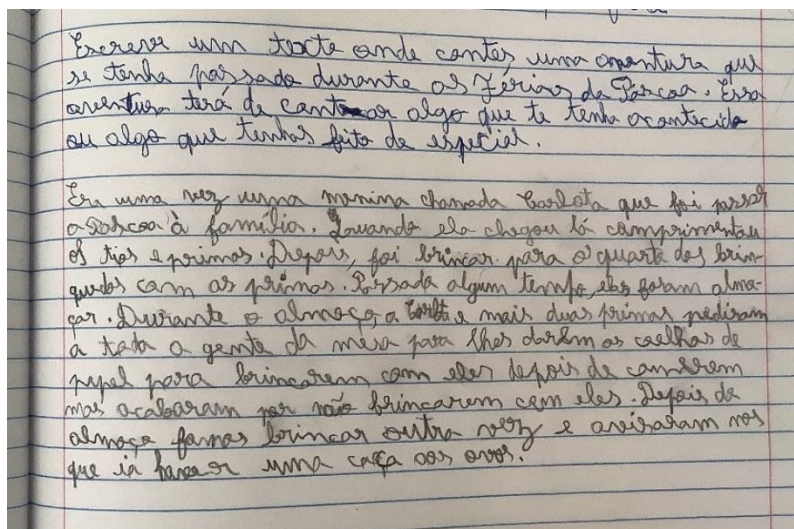 Escreve um texto onde contes uma aventura que
se tenha passado durante as Férias da Páscoa. Essa
aventura terá de contar algo que te tenha acontecido
ou algo que tenhas feito de especial.
Era uma vez uma menina chamada Carlota que foi passar
a Páscoa à família. Quando ela chegou lá comprimentou
os tios e primos. Depois, foi brincar para o quarto dos brin-
quedos com as primas. Passado algum tempo, elas foram almo-
çar. Durante o almoço, a Carlota e mais duas primas pediram
a toda a gente da mesa para lhes darem os coelhos de
papel para brincarem com eles depois de comerem
mas acabaram por não brincarem com eles. Depois do
almoço fomos brincar outra vez e avisaram nos
que ia haver uma caça aos ovos.